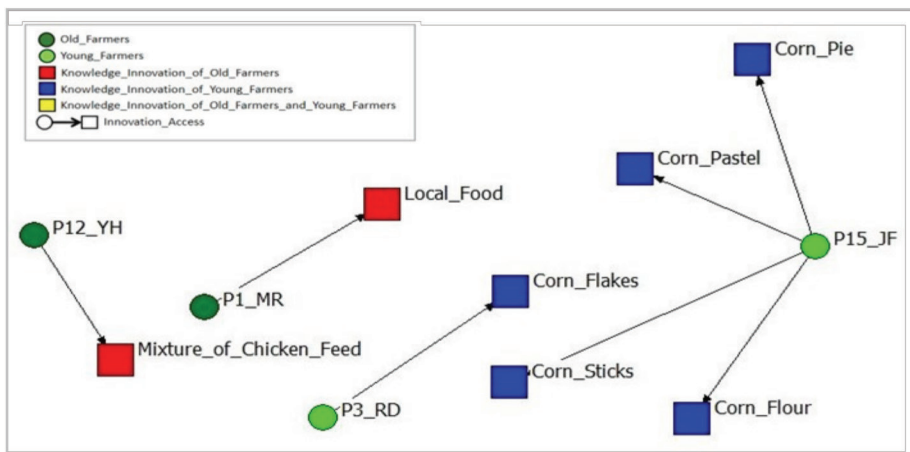 Old_Farmers
Young_Farmers
Knowledge_Innovation_of_Old_Farmers
Knowledge_Innovation_of_Young_Farmers
Knowledge_Innovation_of_Old_Farmers_and_Young_Farmers
Innovation_Access
Corn_Pie
Corn_Pastel
Local_Food
P12_YH
P15_JF
Corn_Flakes
P1_MR
Mixture_of_Chicken_Feed
Corn_Sticks
P3_RD
Corn_Flour